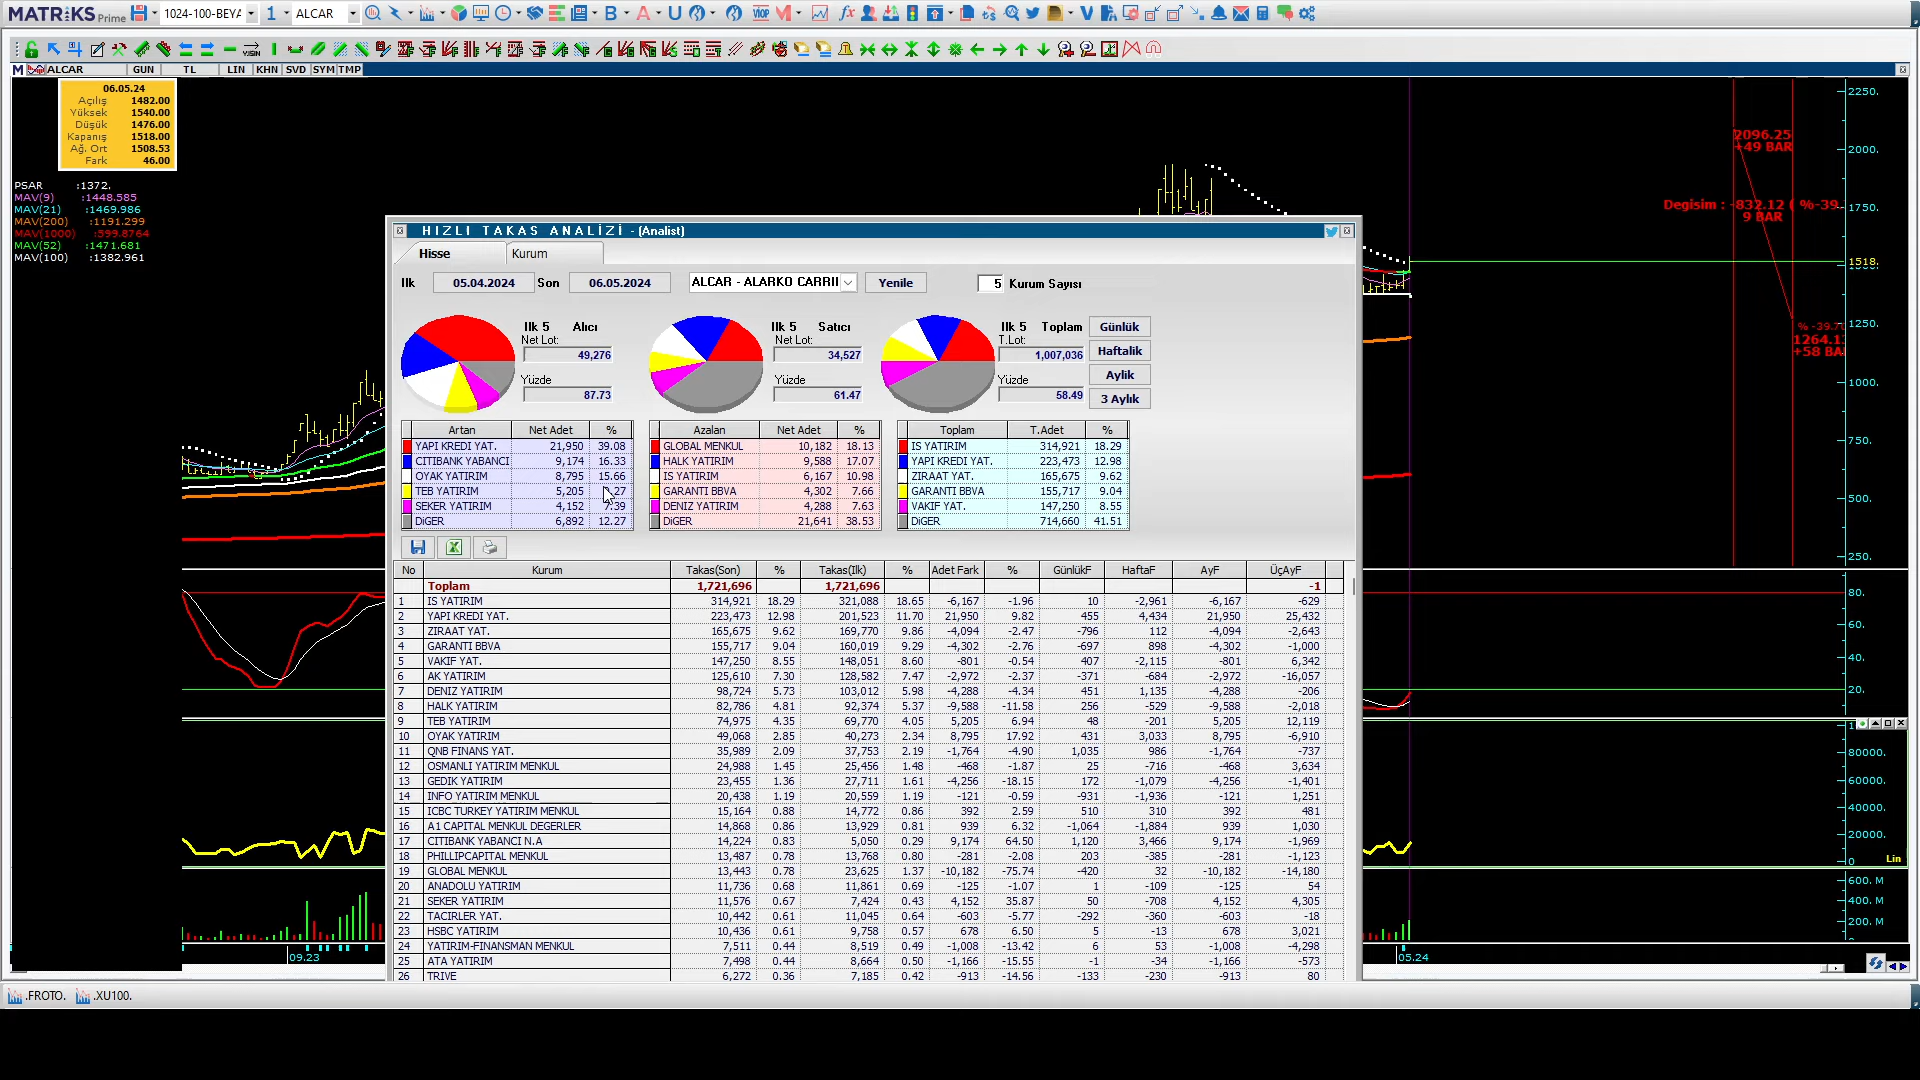 MATRiKS Prime 1024-100-BEYA 1 ALCAR
ALCAR GUN TL LIN KHN SVD SYM TMP
06.05.24
Açılış 1482.00
Yüksek 1540.00
Düşük 1476.00
Kapanış 1518.00
Ağ. Ort 1508.53
Fark 46.00
PSAR :1372.
MAV(9) :1448.585
MAV(21) :1469.986
MAV(200) :1191.299
MAV(1000) :599.8764
MAV(52) :1471.681
MAV(100) :1382.961
HIZLI TAKAS ANALİZİ - (Analist)
Hisse Kurum
Ilk 05.04.2024 Son 06.05.2024 ALCAR - ALARKO CARRII Yenile 5 Kurum Sayısı
Ilk 5 Alıcı
Net Lot:
49,276
Yüzde
87.73
Ilk 5 Satıcı
Net Lot:
34,527
Yüzde
61.47
Ilk 5 Toplam
T.Lot:
1,007,036
Yüzde
58.49
Günlük
Haftalik
Aylik
3 Aylık
Artan Net Adet %
YAPI KREDI YAT. 21,950 39.08
CITIBANK YABANCI 9,174 16.33
OYAK YATIRIM 8,795 15.66
TEB YATIRIM 5,205 .27
SEKER YATIRIM 4,152 7.39
DiGER 6,892 12.27
Azalan Net Adet %
GLOBAL MENKUL 10,182 18.13
HALK YATIRIM 9,588 17.07
IS YATIRIM 6,167 10.98
GARANTI BBVA 4,302 7.66
DENIZ YATIRIM 4,288 7.63
DiGER 21,641 38.53
Toplam T.Adet %
IS YATIRIM 314,921 18.29
YAPI KREDI YAT. 223,473 12.98
ZIRAAT YAT. 165,675 9.62
GARANTI BBVA 155,717 9.04
VAKIF YAT. 147,250 8.55
DiGER 714,660 41.51
No Kurum Takas(Son) % Takas(Ilk) % Adet Fark % GünlükF HaftaF AyF ÜçAyF
Toplam 1,721,696 1,721,696 -1
1 IS YATIRIM 314,921 18.29 321,088 18.65 -6,167 -1.96 10 -2,961 -6,167 -629
2 YAPI KREDI YAT. 223,473 12.98 201,523 11.70 21,950 9.82 455 4,434 21,950 25,432
3 ZIRAAT YAT. 165,675 9.62 169,770 9.86 -4,094 -2.47 -796 112 -4,094 -2,643
4 GARANTI BBVA 155,717 9.04 160,019 9.29 -4,302 -2.76 -697 898 -4,302 -1,000
5 VAKIF YAT. 147,250 8.55 148,051 8.60 -801 -0.54 407 -2,115 -801 6,342
6 AK YATIRIM 125,610 7.30 128,582 7.47 -2,972 -2.37 -371 -684 -2,972 -16,057
7 DENIZ YATIRIM 98,724 5.73 103,012 5.98 -4,288 -4.34 451 1,135 -4,288 -206
8 HALK YATIRIM 82,786 4.81 92,374 5.37 -9,588 -11.58 256 -529 -9,588 -2,018
9 TEB YATIRIM 74,975 4.35 69,770 4.05 5,205 6.94 48 -201 5,205 12,119
10 OYAK YATIRIM 49,068 2.85 40,273 2.34 8,795 17.92 431 3,033 8,795 -6,910
11 QNB FINANS YAT. 35,989 2.09 37,753 2.19 -1,764 -4.90 1,035 986 -1,764 -737
12 OSMANLI YATIRIM MENKUL 24,988 1.45 25,456 1.48 -468 -1.87 25 -716 -468 3,634
13 GEDIK YATIRIM 23,455 1.36 27,711 1.61 -4,256 -18.15 172 -1,079 -4,256 -1,401
14 INFO YATIRIM MENKUL 20,438 1.19 20,559 1.19 -121 -0.59 -931 -1,936 -121 1,251
15 ICBC TURKEY YATIRIM MENKUL 15,164 0.88 14,772 0.86 392 2.59 510 310 392 481
16 A1 CAPITAL MENKUL DEGERLER 14,868 0.86 13,929 0.81 939 6.32 -1,064 -1,884 939 1,030
17 CITIBANK YABANCI N.A 14,224 0.83 5,050 0.29 9,174 64.50 1,120 3,466 9,174 -1,969
18 PHILLIPCAPITAL MENKUL 13,487 0.78 13,768 0.80 -281 -2.08 203 -385 -281 -1,123
19 GLOBAL MENKUL 13,443 0.78 23,625 1.37 -10,182 -75.74 -420 32 -10,182 -14,180
20 ANADOLU YATIRIM 11,736 0.68 11,861 0.69 -125 -1.07 1 -109 -125 54
21 SEKER YATIRIM 11,576 0.67 7,424 0.43 4,152 35.87 50 -708 4,152 4,305
22 TACIRLER YAT. 10,442 0.61 11,045 0.64 -603 -5.77 -292 -360 -603 -18
23 HSBC YATIRIM 10,436 0.61 9,758 0.57 678 6.50 5 -13 678 3,021
24 YATIRIM-FINANSMAN MENKUL 7,511 0.44 8,519 0.49 -1,008 -13.42 6 53 -1,008 -4,298
25 ATA YATIRIM 7,498 0.44 8,664 0.50 -1,166 -15.55 -1 -34 -1,166 -573
26 TRIVE 6,272 0.36 7,185 0.42 -913 -14.56 -133 -230 -913 80
2096.25
+49 BAR
Degisim : -832.12 ( %-39.
9 BAR
% -39.70
1264.1
+58 BA
2250.
2000.
1750.
1518.
1250.
1000.
750.
500.
250.
80.
60.
40.
20.
80000.
60000.
40000.
20000.
0
Lin
600. M
400. M
200. M
09.23
05.24
.FROTO. .XU100.